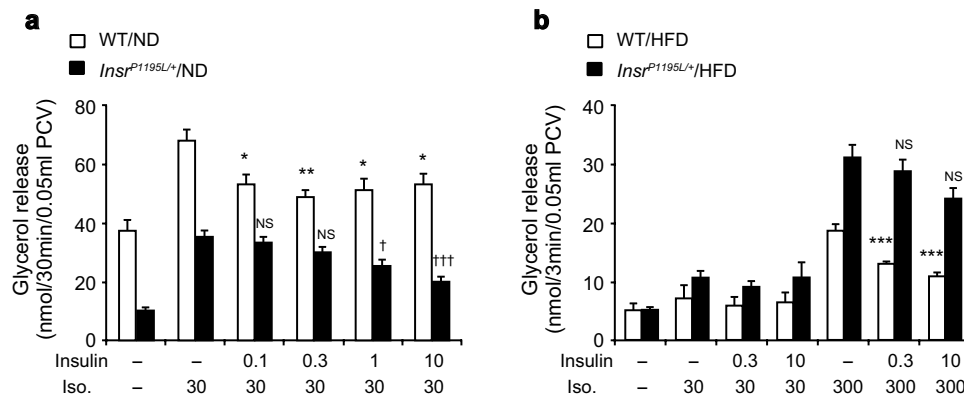 a
WT/ND
Insr^P1195L/+/ND
Glycerol release
(nmol/30min/0.05ml PCV)
80
60
40
20
0
* ** * *
NS NS † †††
Insulin – – 0.1 0.3 1 10
Iso. – 30 30 30 30 30
b
WT/HFD
Insr^P1195L/+/HFD
Glycerol release
(nmol/3min/0.05ml PCV)
40
30
20
10
0
NS NS
*** ***
Insulin – – 0.3 10 – 0.3 10
Iso. – 30 30 30 300 300 300